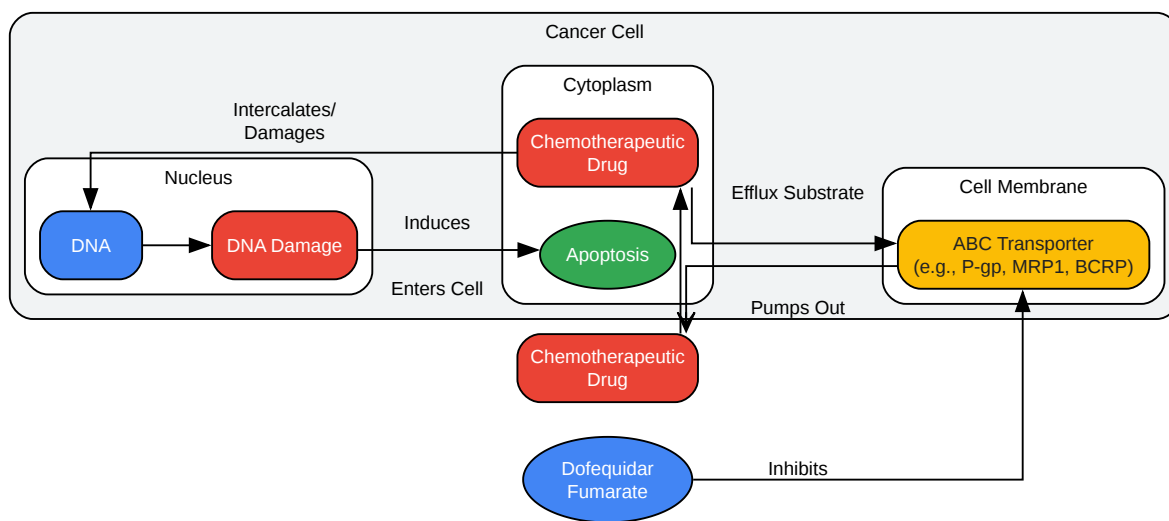 Cancer Cell
Cytoplasm
Intercalates/
Damages
Chemotherapeutic
Drug
Nucleus
Efflux Substrate
Cell Membrane
DNA
DNA Damage
Induces
Apoptosis
ABC Transporter
(e.g., P-gp, MRP1, BCRP)
Enters Cell
Pumps Out
Chemotherapeutic
Drug
Dofequidar
Fumarate
Inhibits